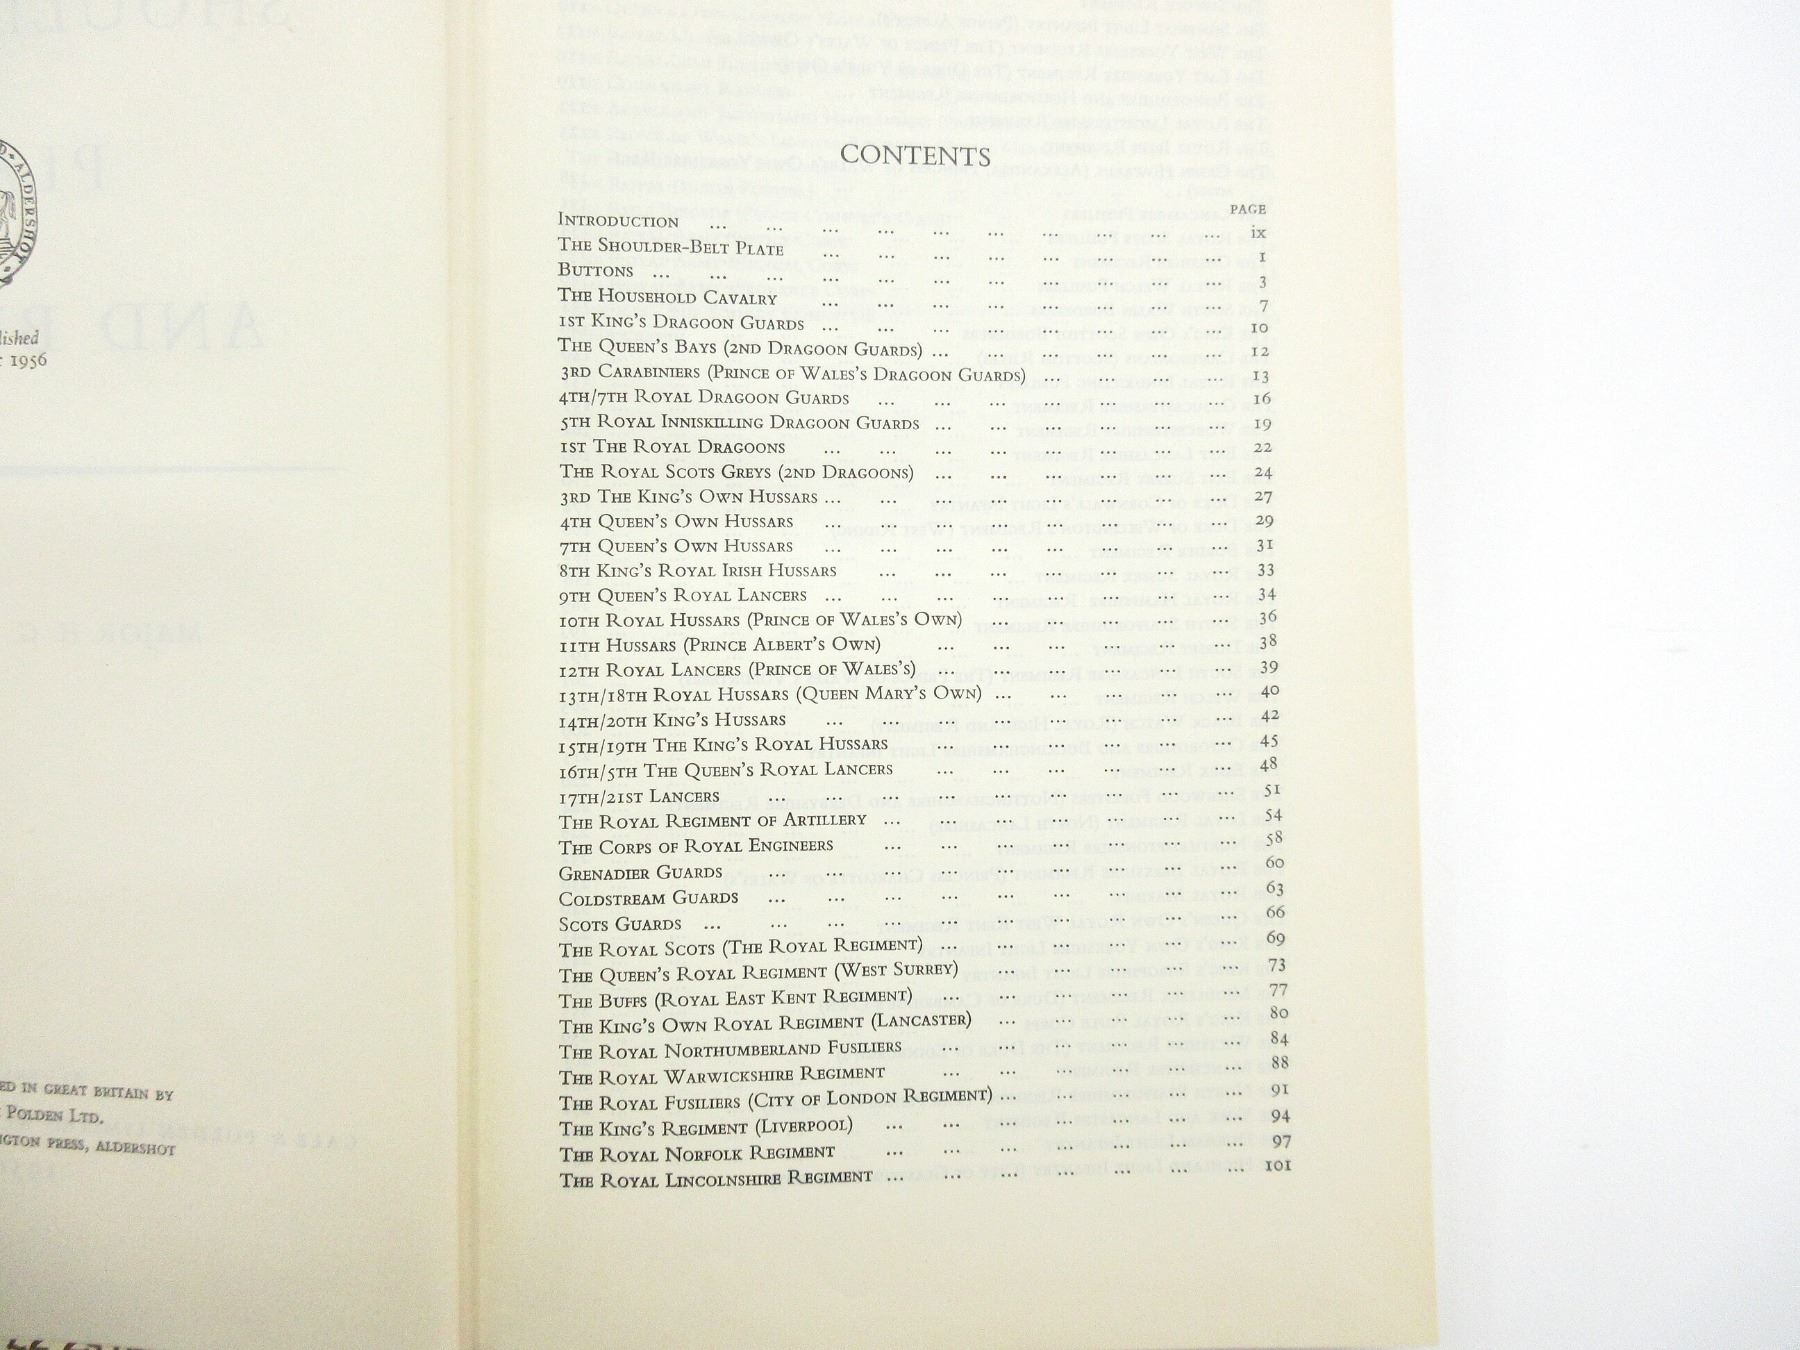 ALDERSHOT
1956
IN GREAT BRITAIN BY
POLDEN LTD.
PRESS, ALDERSHOT
CONTENTS
PAGE
INTRODUCTION ... ... ... ... ... ... ... ... ... ... ix
THE SHOULDER-BELT PLATE ... ... ... ... ... ... ... ... 1
BUTTONS ... ... ... ... ... ... ... ... ... ... ... 3
THE HOUSEHOLD CAVALRY ... ... ... ... ... ... ... ... 7
1ST KING'S DRAGOON GUARDS ... ... ... ... ... ... ... ... 10
THE QUEEN'S BAYS (2ND DRAGOON GUARDS) ... ... ... ... ... ... 12
3RD CARABINIERS (PRINCE OF WALES'S DRAGOON GUARDS) ... ... ... ... 13
4TH/7TH ROYAL DRAGOON GUARDS ... ... ... ... ... ... ... 16
5TH ROYAL INNISKILLING DRAGOON GUARDS ... ... ... ... ... ... 19
1ST THE ROYAL DRAGOONS ... ... ... ... ... ... ... ... 22
THE ROYAL SCOTS GREYS (2ND DRAGOONS) ... ... ... ... ... ... 24
3RD THE KING'S OWN HUSSARS ... ... ... ... ... ... ... ... 27
4TH QUEEN'S OWN HUSSARS ... ... ... ... ... ... ... ... 29
7TH QUEEN'S OWN HUSSARS ... ... ... ... ... ... ... ... 31
8TH KING'S ROYAL IRISH HUSSARS ... ... ... ... ... ... ... 33
9TH QUEEN'S ROYAL LANCERS ... ... ... ... ... ... ... ... 34
10TH ROYAL HUSSARS (PRINCE OF WALES'S OWN) ... ... ... ... ... 36
11TH HUSSARS (PRINCE ALBERT'S OWN) ... ... ... ... ... ... 38
12TH ROYAL LANCERS (PRINCE OF WALES'S) ... ... ... ... ... ... 39
13TH/18TH ROYAL HUSSARS (QUEEN MARY'S OWN) ... ... ... ... ... 40
14TH/20TH KING'S HUSSARS ... ... ... ... ... ... ... ... 42
15TH/19TH THE KING'S ROYAL HUSSARS ... ... ... ... ... ... 45
16TH/5TH THE QUEEN'S ROYAL LANCERS ... ... ... ... ... ... 48
17TH/21ST LANCERS ... ... ... ... ... ... ... ... ... 51
THE ROYAL REGIMENT OF ARTILLERY ... ... ... ... ... ... ... 54
THE CORPS OF ROYAL ENGINEERS ... ... ... ... ... ... ... 58
GRENADIER GUARDS ... ... ... ... ... ... ... ... ... 60
COLDSTREAM GUARDS ... ... ... ... ... ... ... ... ... 63
SCOTS GUARDS ... ... ... ... ... ... ... ... ... ... 66
THE ROYAL SCOTS (THE ROYAL REGIMENT) ... ... ... ... ... ... 69
THE QUEEN'S ROYAL REGIMENT (WEST SURREY) ... ... ... ... ... 73
THE BUFFS (ROYAL EAST KENT REGIMENT) ... ... ... ... ... ... 77
THE KING'S OWN ROYAL REGIMENT (LANCASTER) ... ... ... ... ... 80
THE ROYAL NORTHUMBERLAND FUSILIERS ... ... ... ... ... ... 84
THE ROYAL WARWICKSHIRE REGIMENT ... ... ... ... ... ... 88
THE ROYAL FUSILIERS (CITY OF LONDON REGIMENT) ... ... ... ... ... 91
THE KING'S REGIMENT (LIVERPOOL) ... ... ... ... ... ... ... 94
THE ROYAL NORFOLK REGIMENT ... ... ... ... ... ... ... 97
THE ROYAL LINCOLNSHIRE REGIMENT ... ... ... ... ... ... ... 101